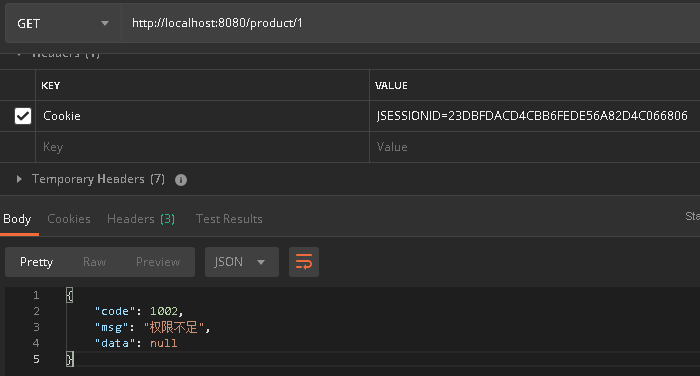 GET http://localhost:8080/product/1
Headers (1)
KEY VALUE
Cookie JSESSIONID=23DBFDACD4CBB6FEDE56A82D4C066806
Key Value
Temporary Headers (7)
Body Cookies Headers (3) Test Results Sta
Pretty Raw Preview JSON
1 {
2 "code": 1002,
3 "msg": "权限不足",
4 "data": null
5 }